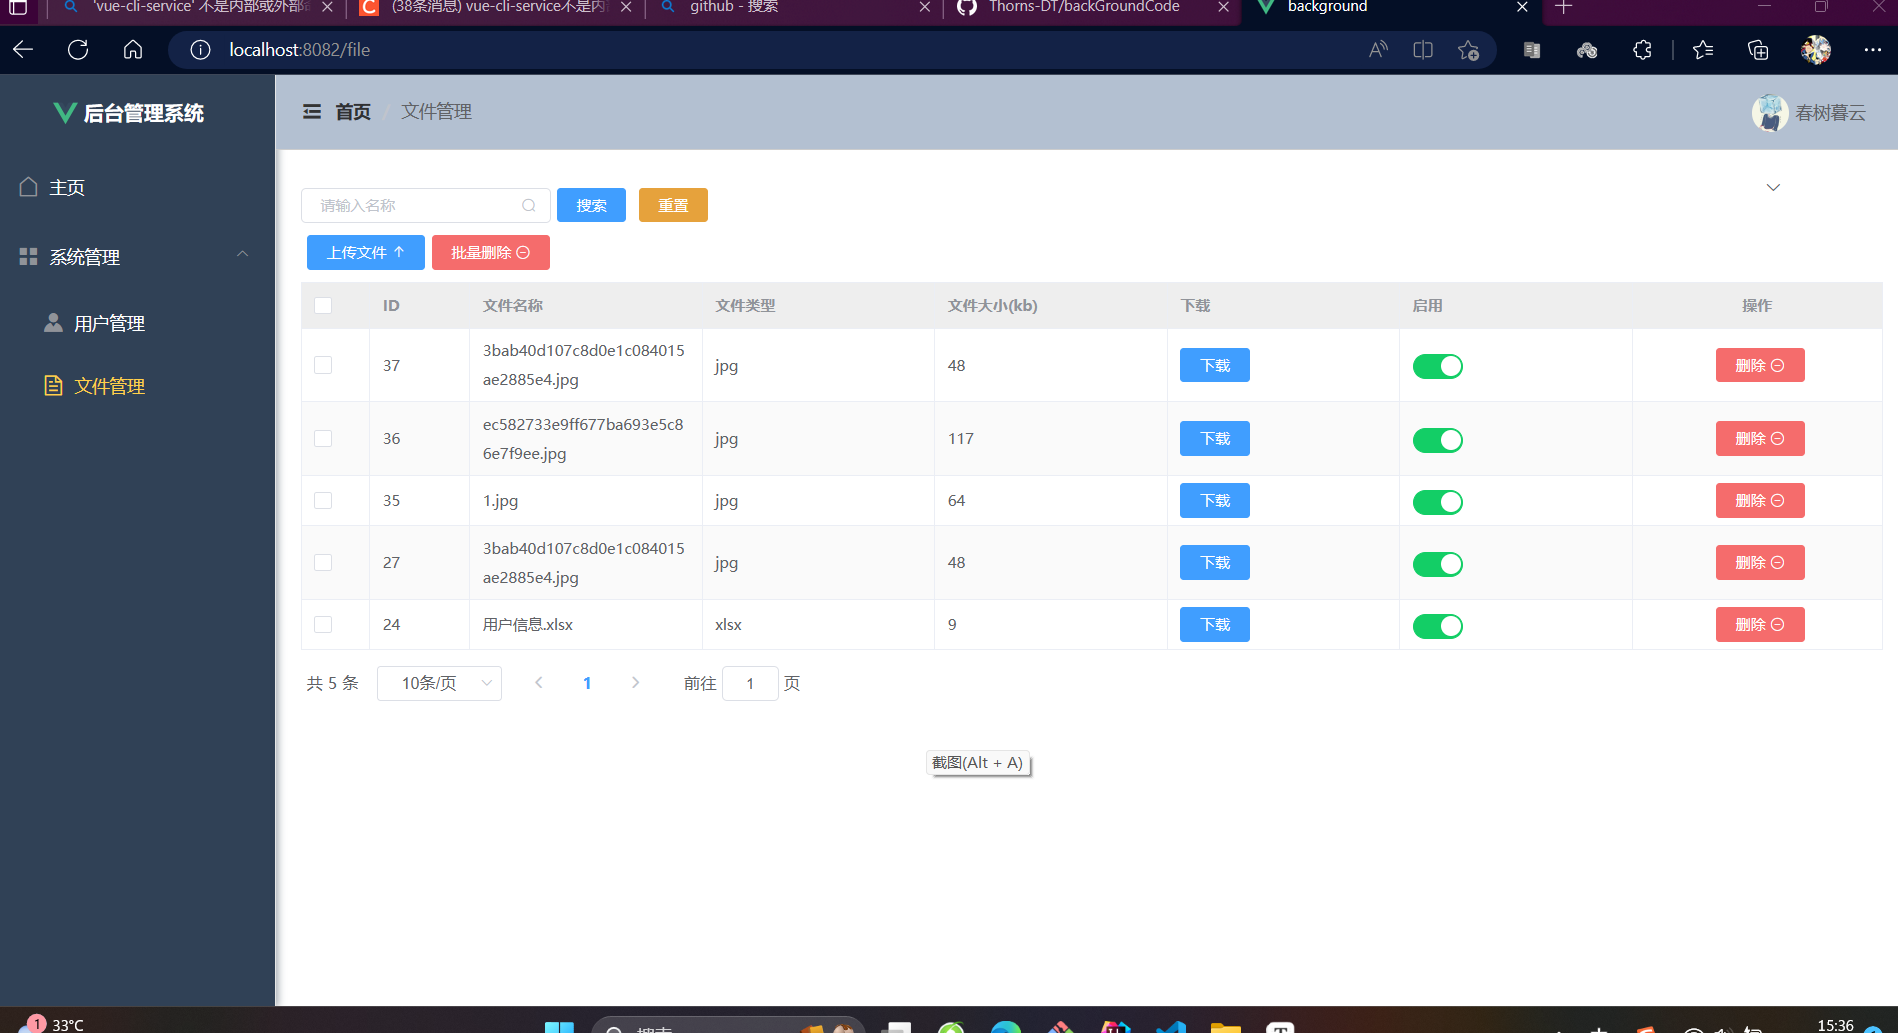 'vue-cli-service' 不是内部或外部
(38条消息) vue-cli-service不是内
github - 搜索
Thorns-DT/backGroundCode
background
localhost:8082/file
后台管理系统
首页 / 文件管理
春树暮云
主页
系统管理
用户管理
文件管理
请输入名称
搜索
重置
上传文件
批量删除
ID 文件名称 文件类型 文件大小(kb) 下载 启用 操作
37 3bab40d107c8d0e1c084015 jpg 48 下载 删除
ae2885e4.jpg
36 ec582733e9ff677ba693e5c8 jpg 117 下载 删除
6e7f9ee.jpg
35 1.jpg jpg 64 下载 删除
27 3bab40d107c8d0e1c084015 jpg 48 下载 删除
ae2885e4.jpg
24 用户信息.xlsx xlsx 9 下载 删除
共 5 条 10条/页 1 前往 1 页
截图(Alt + A)
1 33°C
搜索
15:36